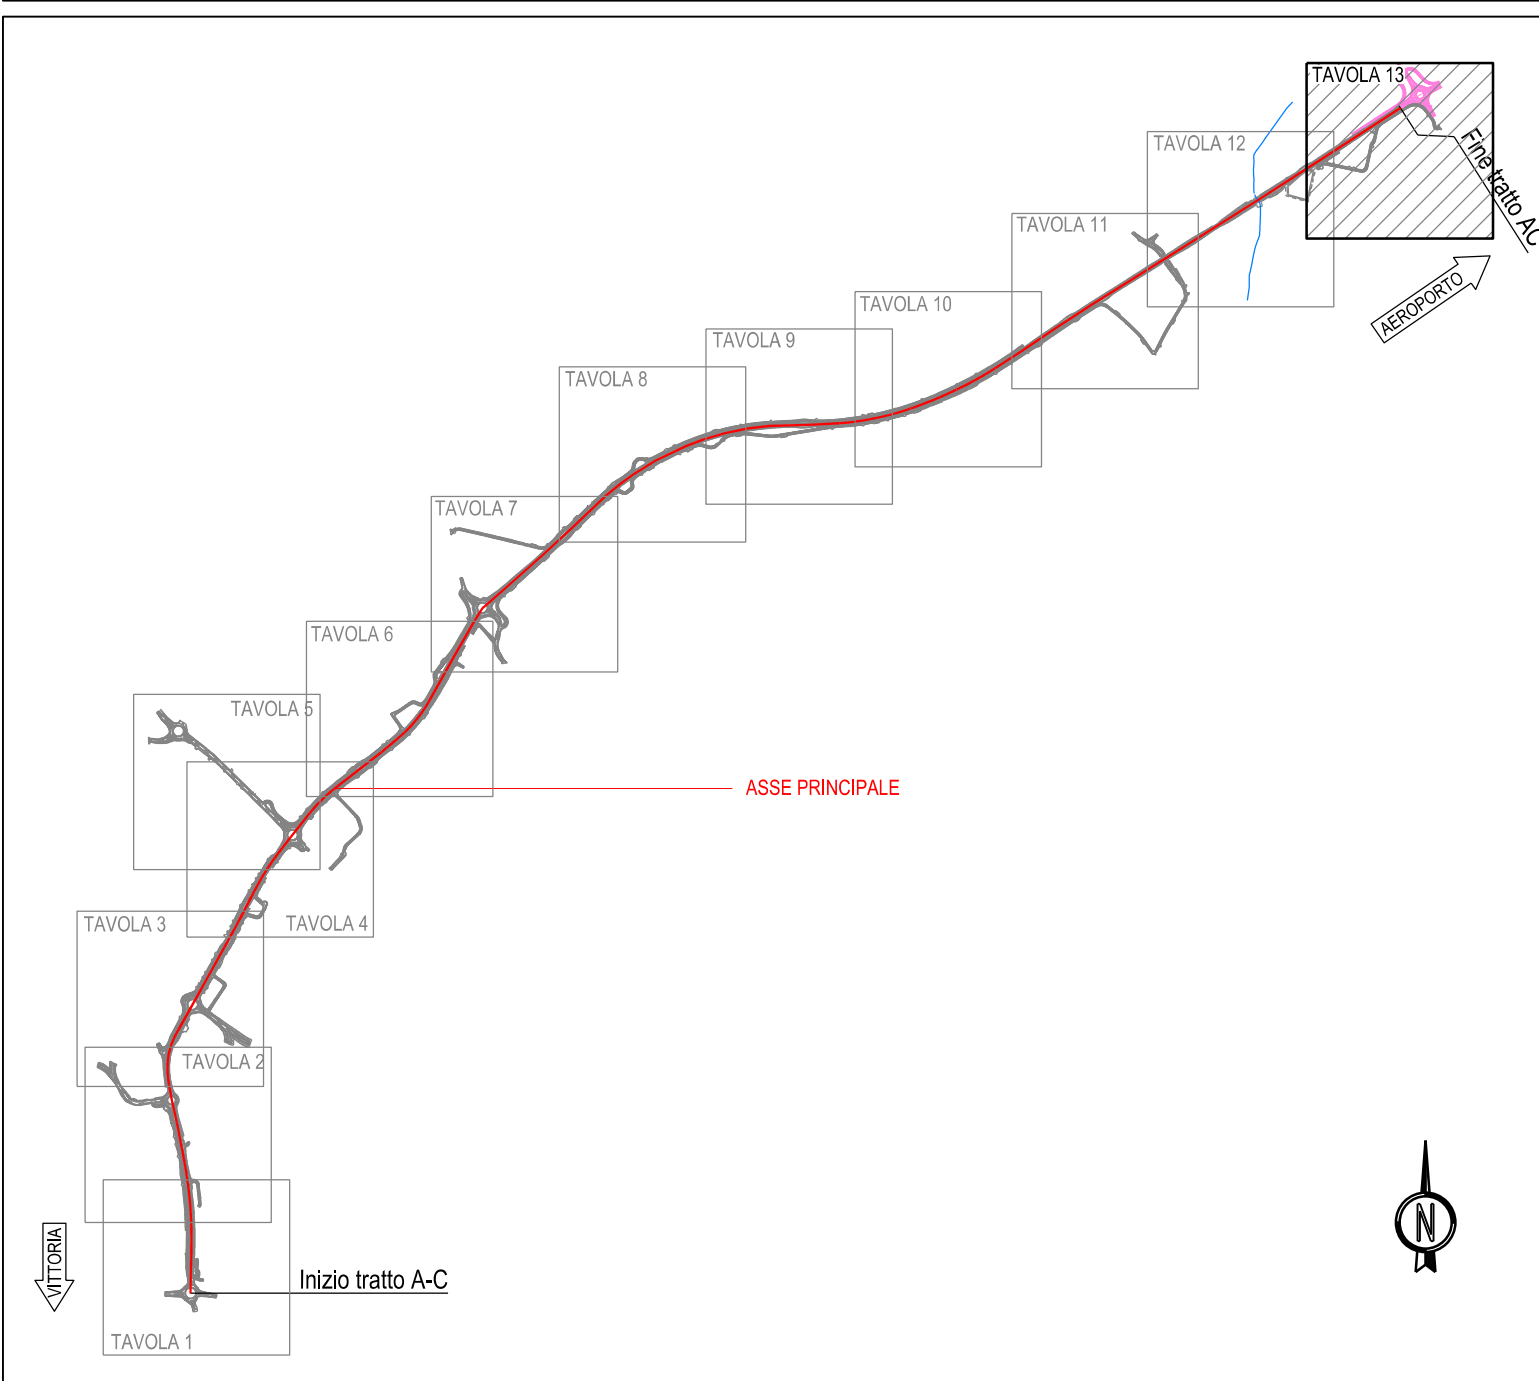 TAVOLA 13
Fine tratto AC
TAVOLA 12
TAVOLA 11
AEROPORTO
TAVOLA 10
TAVOLA 9
TAVOLA 8
TAVOLA 7
TAVOLA 6
TAVOLA 5
ASSE PRINCIPALE
TAVOLA 4
TAVOLA 3
TAVOLA 2
VITTORIA
Inizio tratto A-C
TAVOLA 1
N